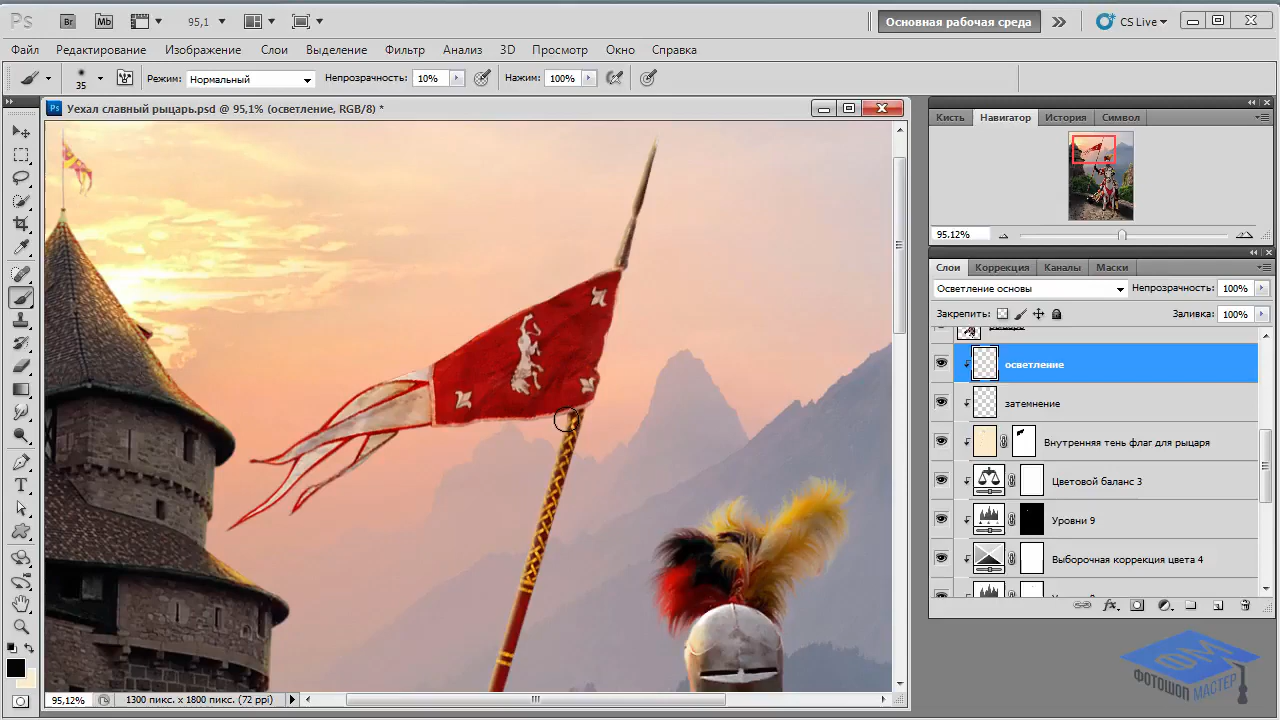 Ps Br Mb 95,1 Основная рабочая среда CS Live
Файл Редактирование Изображение Слои Выделение Фильтр Анализ 3D Просмотр Окно Справка
35 Режим: Нормальный Непрозрачность: 10% Нажим: 100%
Ps Уехал славный рыцарь.psd @ 95,1% (осветление, RGB/8) *
Кисть Навигатор История Символ
95.12%
Слои Коррекция Каналы Маски
Осветление основы Непрозрачность: 100%
Закрепить: Заливка: 100%
рыцарь
осветление
затемнение
Внутренняя тень флаг для рыцаря
Цветовой баланс 3
Уровни 9
Выборочная коррекция цвета 4
fx
T
95,12% 1300 пикс. x 1800 пикс. (72 ppi)
ФМ
ФОТОШОП МАСТЕР